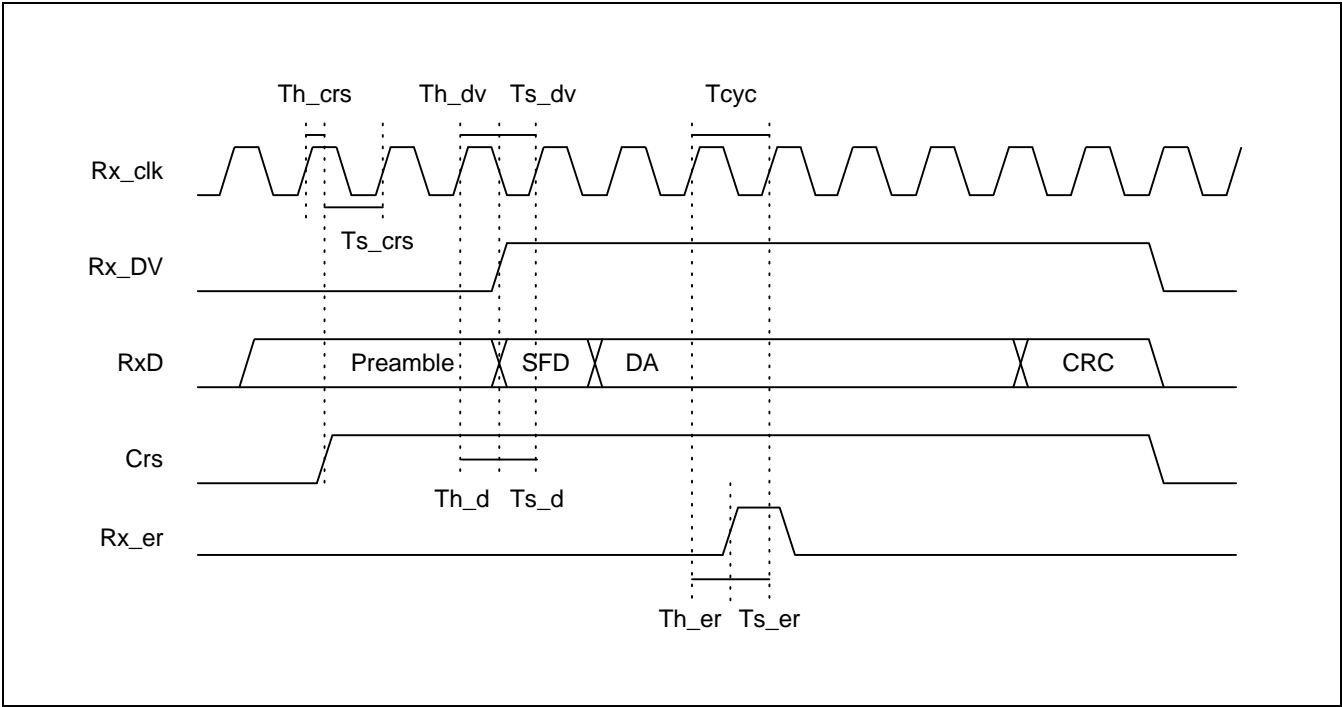 Th_crs Th_dv Ts_dv Tcyc
Rx_clk
Ts_crs
Rx_DV
RxD Preamble SFD DA CRC
Crs
Th_d Ts_d
Rx_er
Th_er Ts_er